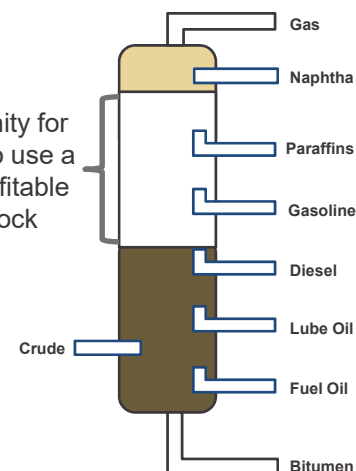 Gas
Naphtha
nity for
o use a
fitable
ock
Paraffins
Gasoline
Diesel
Lube Oil
Crude
Fuel Oil
Bitumen